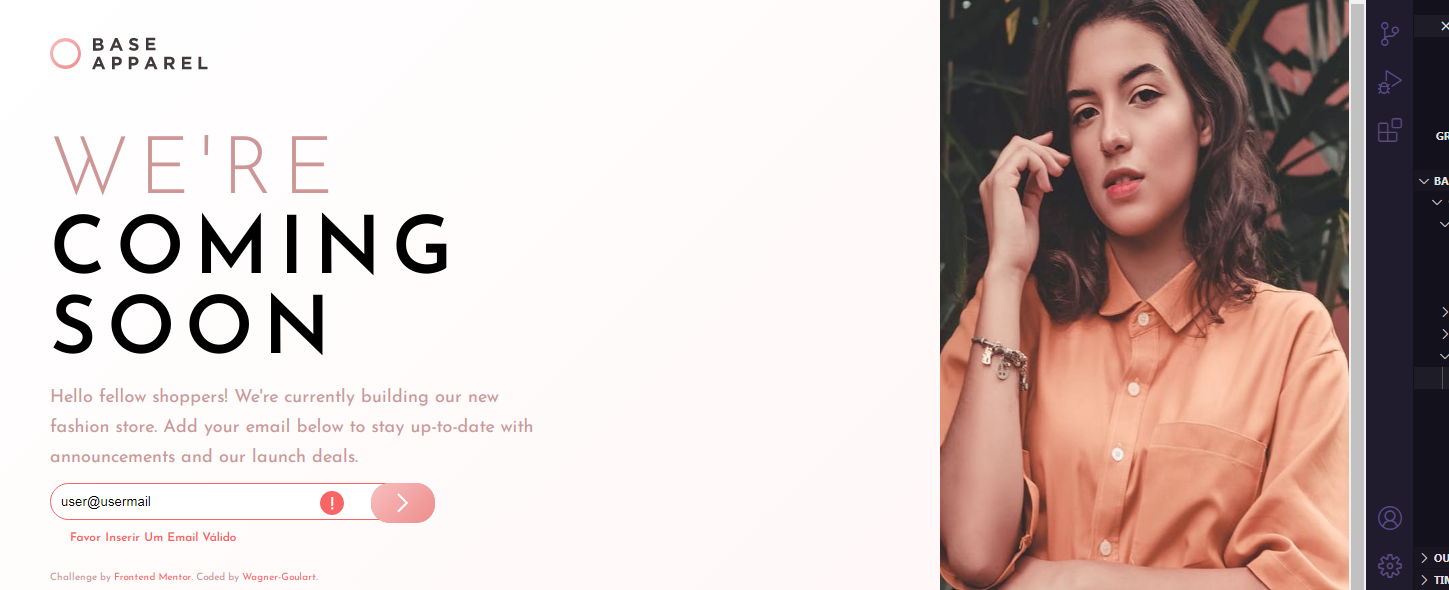 BASE
APPAREL
WE'RE
COMING
SOON
Hello fellow shoppers! We're currently building our new
fashion store. Add your email below to stay up-to-date with
announcements and our launch deals.
user@usermail
!
Favor Inserir Um Email Válido
Challenge by Frontend Mentor. Coded by Wagner-Goulart.
GR
BA
OU
TIM